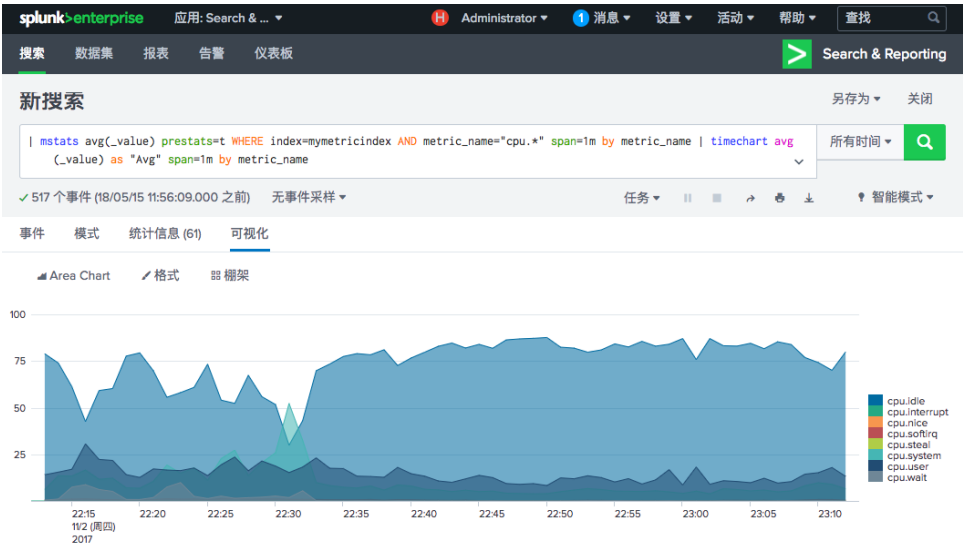 splunk>enterprise 应用: Search & ... ▾ H Administrator ▾ 1 消息 ▾ 设置 ▾ 活动 ▾ 帮助 ▾ 查找
搜索 数据集 报表 告警 仪表板 > Search & Reporting
新搜索 另存为 ▾ 关闭
| mstats avg(_value) prestats=t WHERE index=mymetricindex AND metric_name="cpu.*" span=1m by metric_name | timechart avg 所有时间 ▾
(_value) as "Avg" span=1m by metric_name
✓ 517 个事件 (18/05/15 11:56:09.000 之前) 无事件采样 ▾ 任务 ▾ 智能模式 ▾
事件 模式 统计信息 (61) 可视化
Area Chart 格式 棚架
100
75
50
25
cpu.idle
cpu.interrupt
cpu.nice
cpu.softirq
cpu.steal
cpu.system
cpu.user
cpu.wait
22:15 22:20 22:25 22:30 22:35 22:40 22:45 22:50 22:55 23:00 23:05 23:10
11/2 (周四)
2017